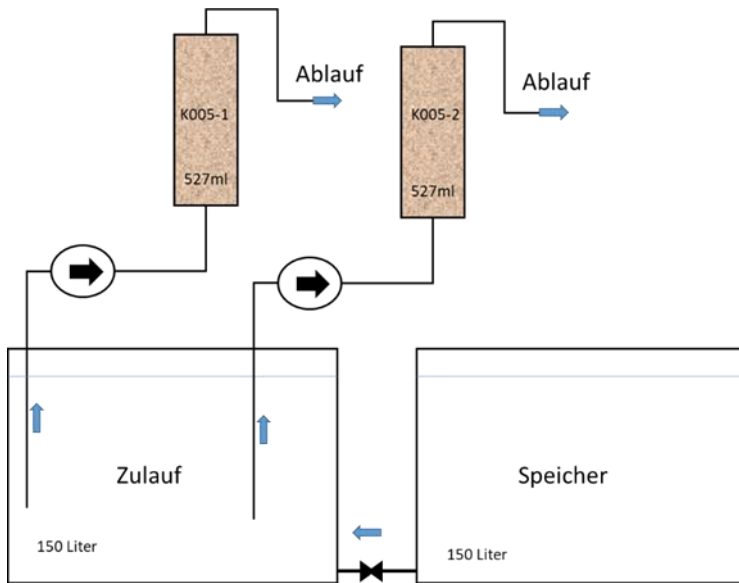 Ablauf
K005-1
527ml
Ablauf
K005-2
527ml
Zulauf
150 Liter
Speicher
150 Liter